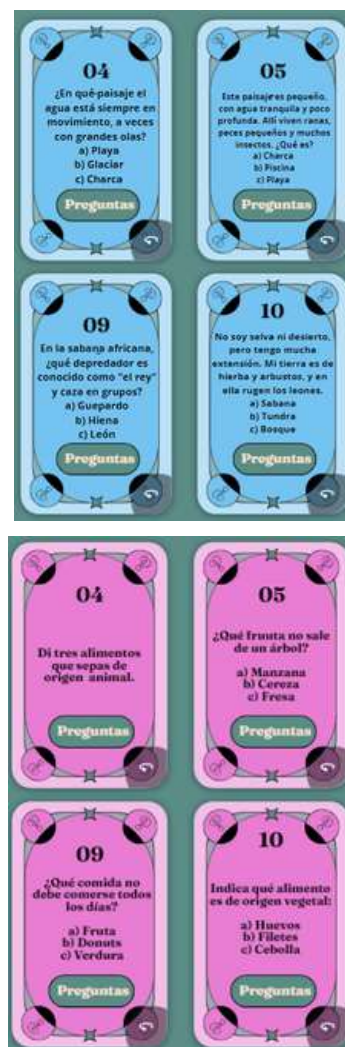 04
¿En qué paisaje el
agua está siempre en
movimiento, a veces
con grandes olas?
a) Playa
b) Glaciar
c) Charca
Preguntas
05
Este paisaje es pequeño,
con agua tranquila y poco
profunda. Allí viven ranas,
peces pequeños y muchos
insectos. ¿Qué es?
a) Charca
b) Piscina
c) Playa
Preguntas
09
En la sabana africana,
¿qué depredador es
conocido como "el rey"
y caza en grupos?
a) Guepardo
b) Hiena
c) León
Preguntas
10
No soy selva ni desierto,
pero tengo mucha
extensión. Mi tierra es de
hierba y arbustos, y en
ella rugen los leones.
a) Sabana
b) Tundra
c) Bosque
Preguntas
04
Di tres alimentos
que sepas de
origen animal.
Preguntas
05
¿Qué fruuta no sale
de un árbol?
a) Manzana
b) Cereza
c) Fresa
Preguntas
09
¿Qué comida no
debe comerse todos
los días?
a) Fruta
b) Donuts
c) Verdura
Preguntas
10
Indica qué alimento
es de origen vegetal:
a) Huevos
b) Filetes
c) Cebolla
Preguntas